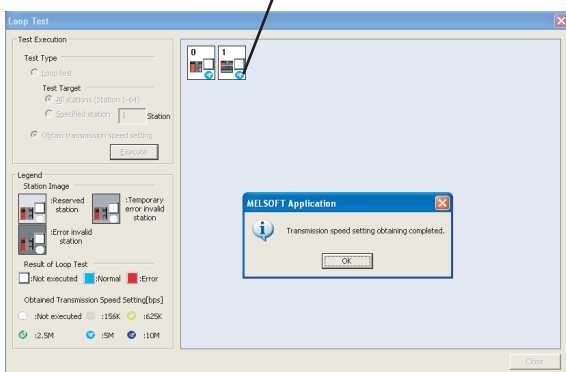 Loop Test
Test Execution
Test Type
Loop test
Test Target
All stations (Station 1-64)
Specified station 1 Station
Obtain transmission speed setting
Execute
Legend
Station Image
:Reserved station
:Temporary error invalid station
:Error invalid station
Result of Loop Test
:Not executed :Normal :Error
Obtained Transmission Speed Setting[bps]
:Not executed :156K :625K
:2.5M :5M :10M
0 1
MELSOFT Application
Transmission speed setting obtaining completed.
OK
Close